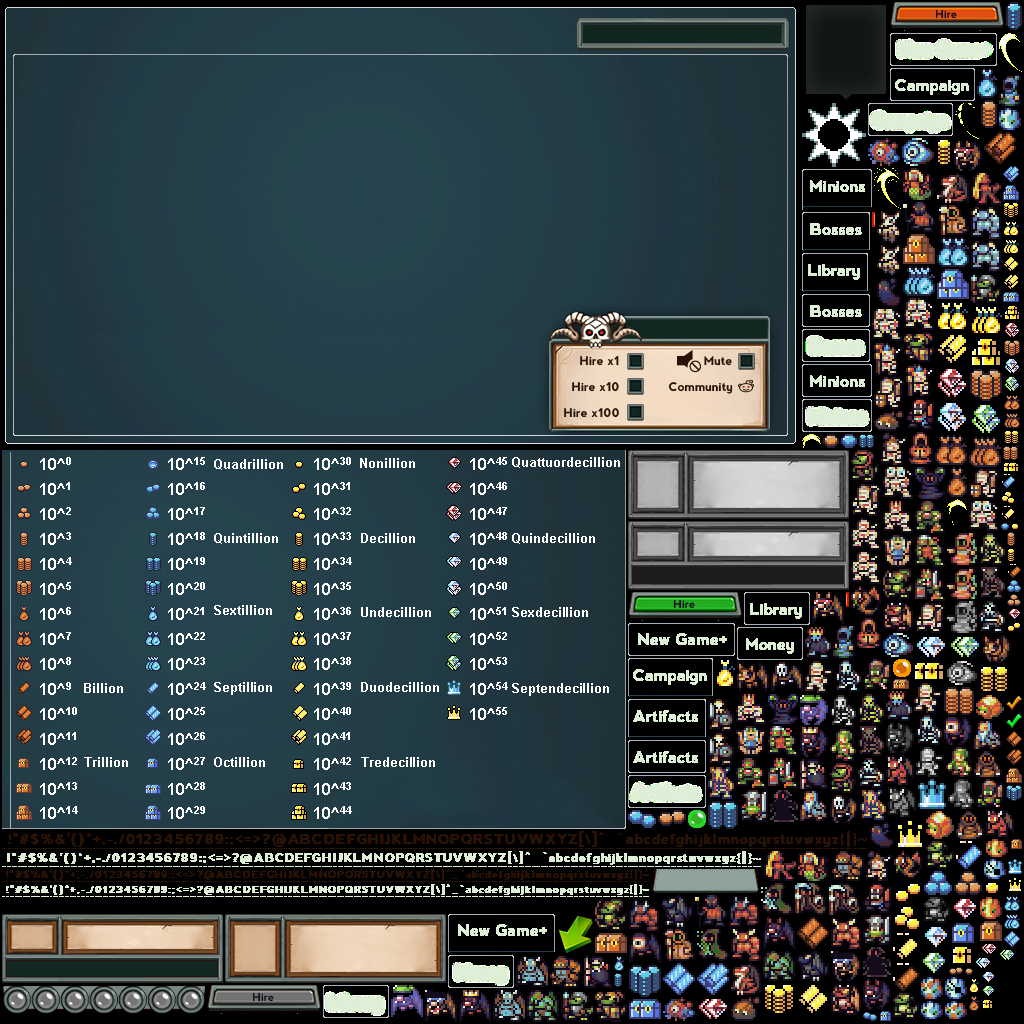 Hire
Campaign
Minions
Bosses
Library
Bosses
Minions
Hire x1
Mute
Hire x10
Community
Hire x100
10^0
10^15 Quadrillion
10^30 Nonillion
10^45 Quattuordecillion
10^1
10^16
10^31
10^46
10^2
10^17
10^32
10^47
10^3
10^18 Quintillion
10^33 Decillion
10^48 Quindecillion
10^4
10^19
10^34
10^49
10^5
10^20
10^35
10^50
10^6
10^21 Sextillion
10^36 Undecillion
10^51 Sexdecillion
10^7
10^22
10^37
10^52
10^8
10^23
10^38
10^53
10^9 Billion
10^24 Septillion
10^39 Duodecillion
10^54 Septendecillion
10^10
10^25
10^40
10^55
10^11
10^26
10^41
10^12 Trillion
10^27 Octillion
10^42 Tredecillion
10^13
10^28
10^43
10^14
10^29
10^44
Hire
Library
New Game+
Money
Campaign
Artifacts
Artifacts
!"#$%&'()*+,-./0123456789:;<=>?@ABCDEFGHIJKLMNOPQRSTUVWXYZ[\]^_`abcdefghijklmnopqrstuvwxyz{|}~
!"#$%&'()*+,-./0123456789:;<=>?@ABCDEFGHIJKLMNOPQRSTUVWXYZ[\]^_`abcdefghijklmnopqrstuvwxyz{|}~
New Game+
Hire